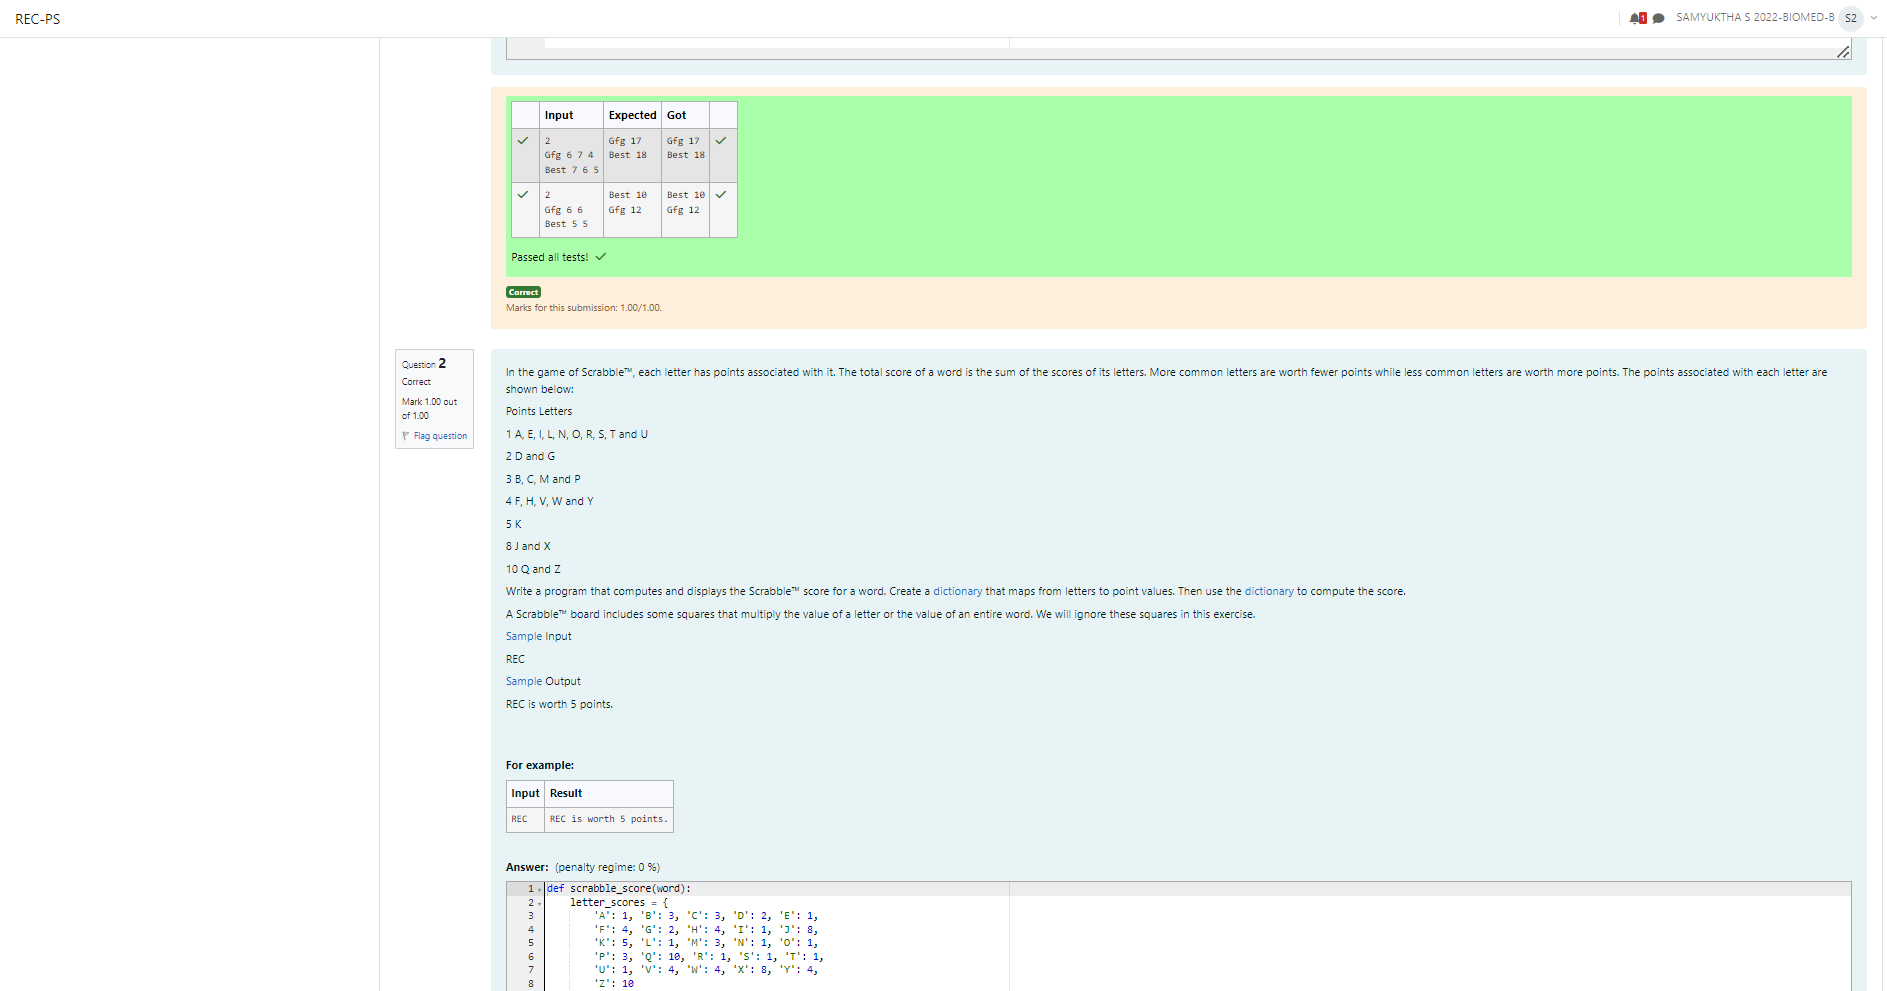 REC-PS
1
SAMYUKTHA S 2022-BIOMED-B S2
Input Expected Got
2
Gfg 6 7 4
Best 7 6 5
Gfg 17
Best 18
Gfg 17
Best 18
2
Gfg 6 6
Best 5 5
Best 10
Gfg 12
Best 10
Gfg 12
Passed all tests!
Correct
Marks for this submission: 1.00/1.00.
Question 2
Correct
Mark 1.00 out
of 1.00
Flag question
In the game of Scrabble™, each letter has points associated with it. The total score of a word is the sum of the scores of its letters. More common letters are worth fewer points while less common letters are worth more points. The points associated with each letter are
shown below:
Points Letters
1 A, E, I, L, N, O, R, S, T and U
2 D and G
3 B, C, M and P
4 F, H, V, W and Y
5 K
8 J and X
10 Q and Z
Write a program that computes and displays the Scrabble™ score for a word. Create a dictionary that maps from letters to point values. Then use the dictionary to compute the score.
A Scrabble™ board includes some squares that multiply the value of a letter or the value of an entire word. We will ignore these squares in this exercise.
Sample Input
REC
Sample Output
REC is worth 5 points.
For example:
Input Result
REC REC is worth 5 points.
Answer: (penalty regime: 0 %)
1 def scrabble_score(word):
2 letter_scores = {
3 'A': 1, 'B': 3, 'C': 3, 'D': 2, 'E': 1,
4 'F': 4, 'G': 2, 'H': 4, 'I': 1, 'J': 8,
5 'K': 5, 'L': 1, 'M': 3, 'N': 1, 'O': 1,
6 'P': 3, 'Q': 10, 'R': 1, 'S': 1, 'T': 1,
7 'U': 1, 'V': 4, 'W': 4, 'X': 8, 'Y': 4,
8 'Z': 10